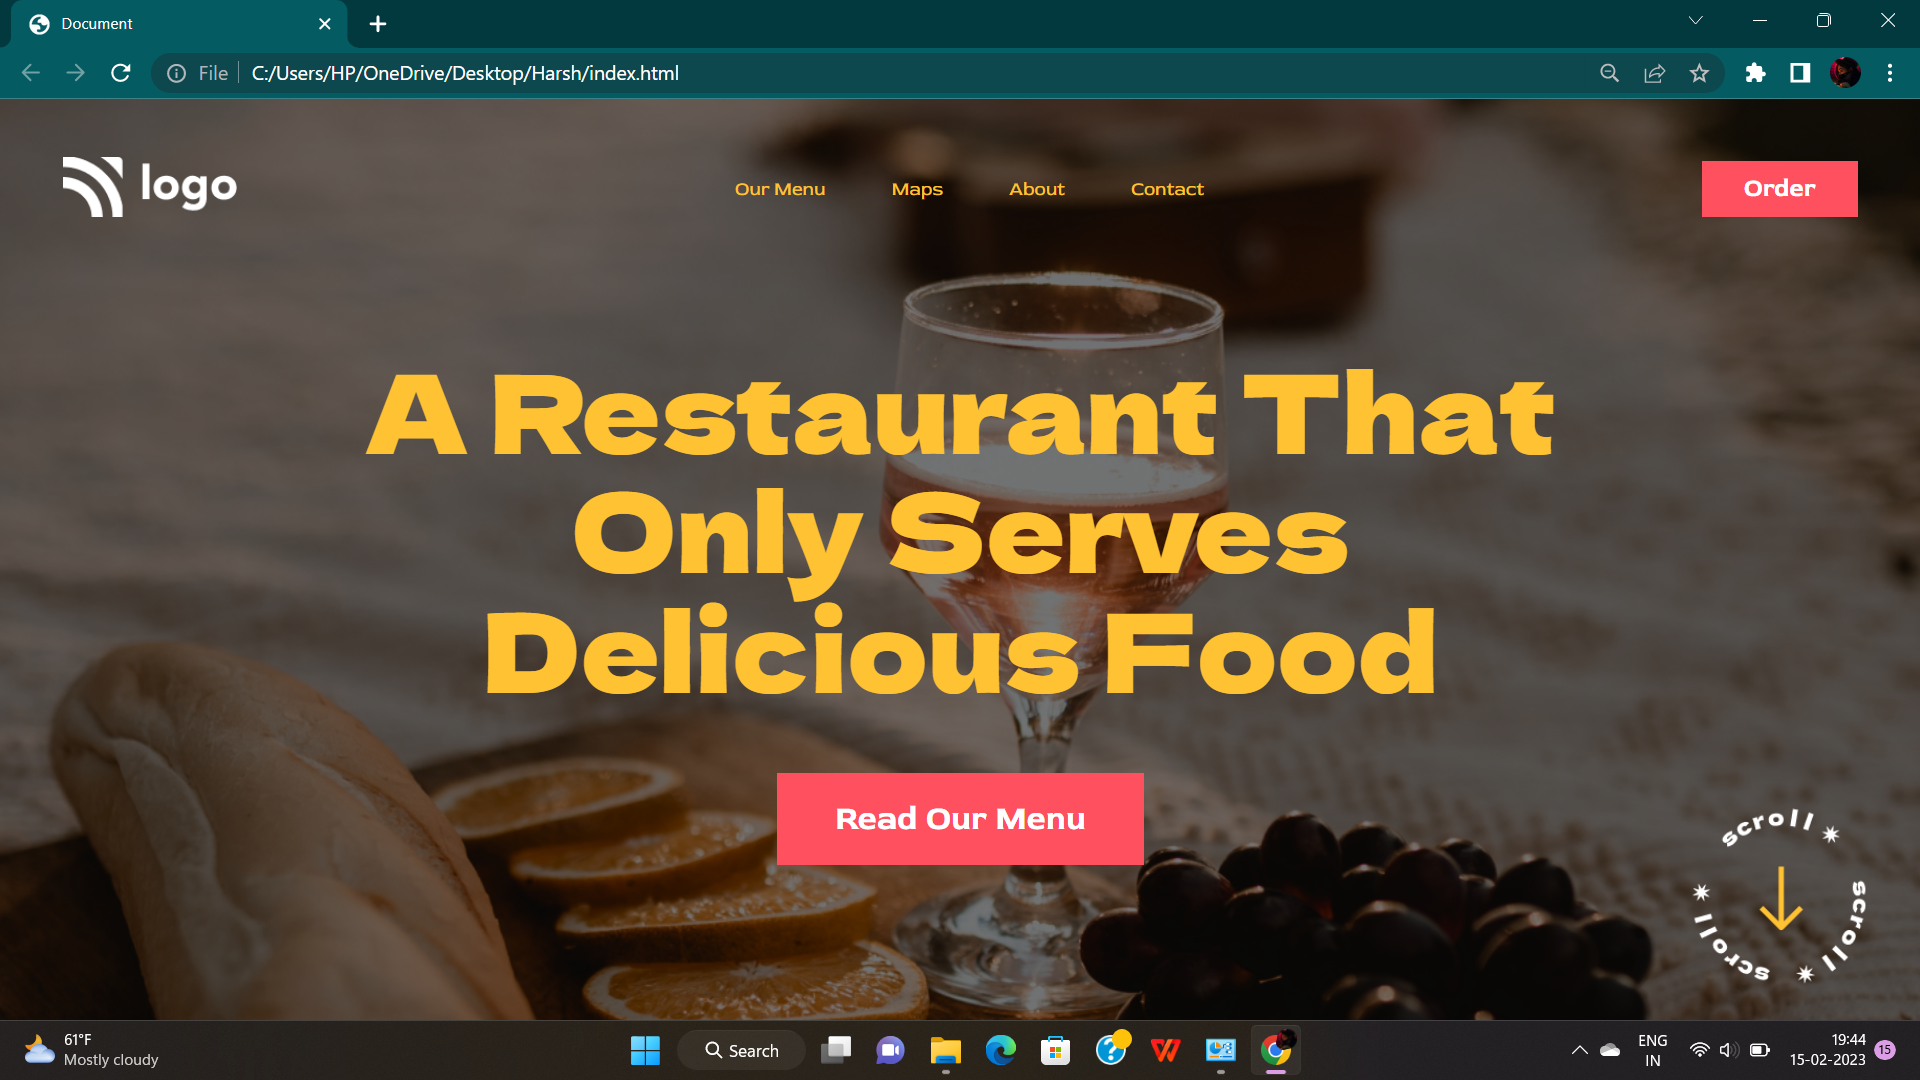 Document
File
C:/Users/HP/OneDrive/Desktop/Harsh/index.html
logo
Our Menu
Maps
About
Contact
Order
A Restaurant That
Only Serves
Delicious Food
Read Our Menu
scroll
scroll
scroll
61°F
Mostly cloudy
Search
ENG
IN
19:44
15-02-2023
15